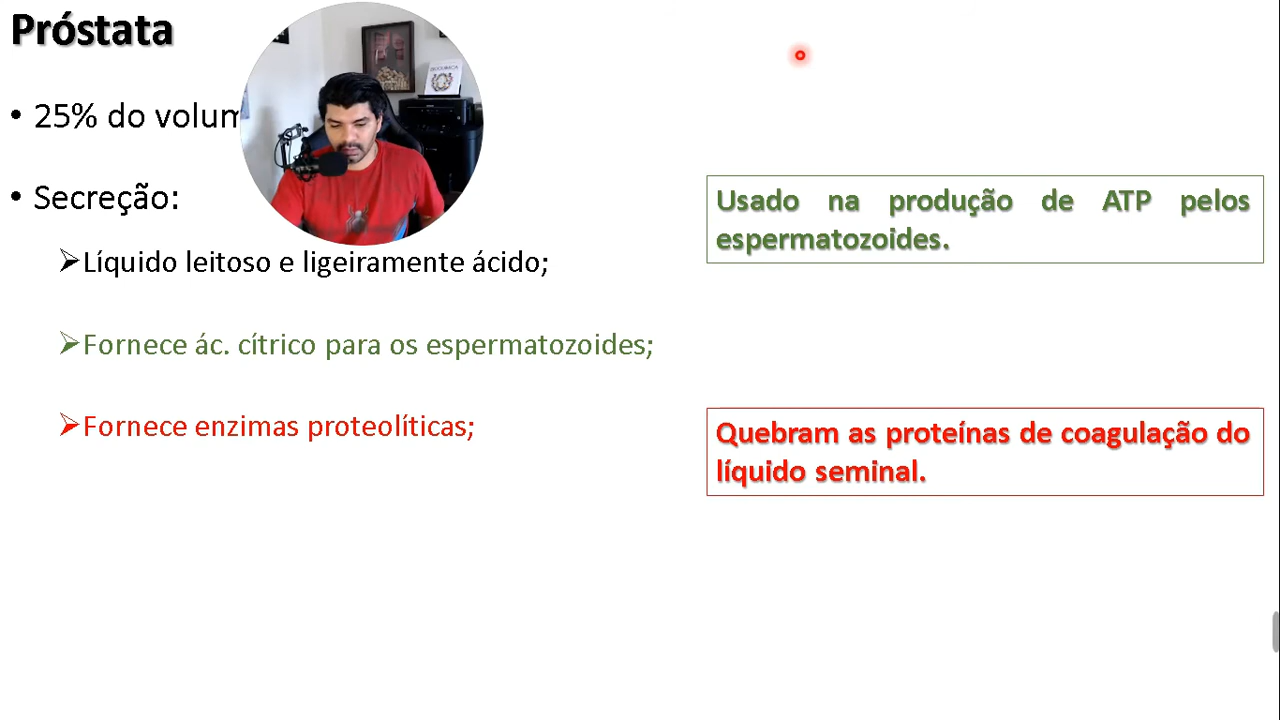 Próstata
• 25% do volum
• Secreção:
➢Líquido leitoso e ligeiramente ácido;
➢Fornece ác. cítrico para os espermatozoides;
➢Fornece enzimas proteolíticas;
Usado na produção de ATP pelos
espermatozoides.
Quebram as proteínas de coagulação do
líquido seminal.